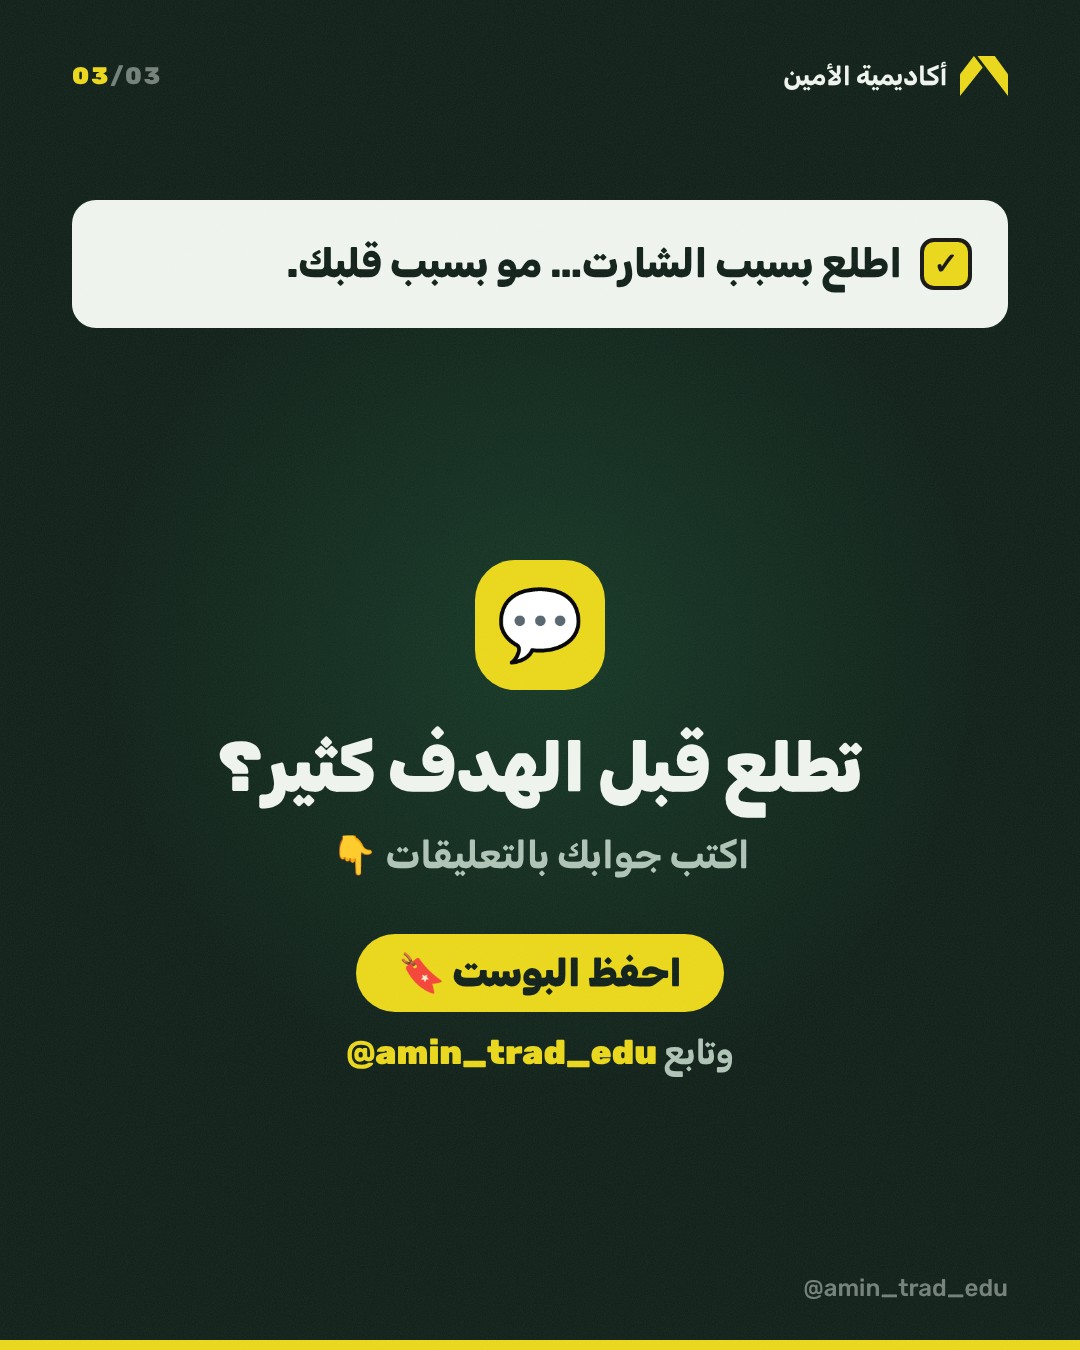 أكاديمية الأمين
03/03
✓ اطلع بسبب الشارت... مو بسبب قلبك.
تطلع قبل الهدف كثير؟
اكتب جوابك بالتعليقات 👇
احفظ البوست 🔖
وتابع @amin_trad_edu
@amin_trad_edu